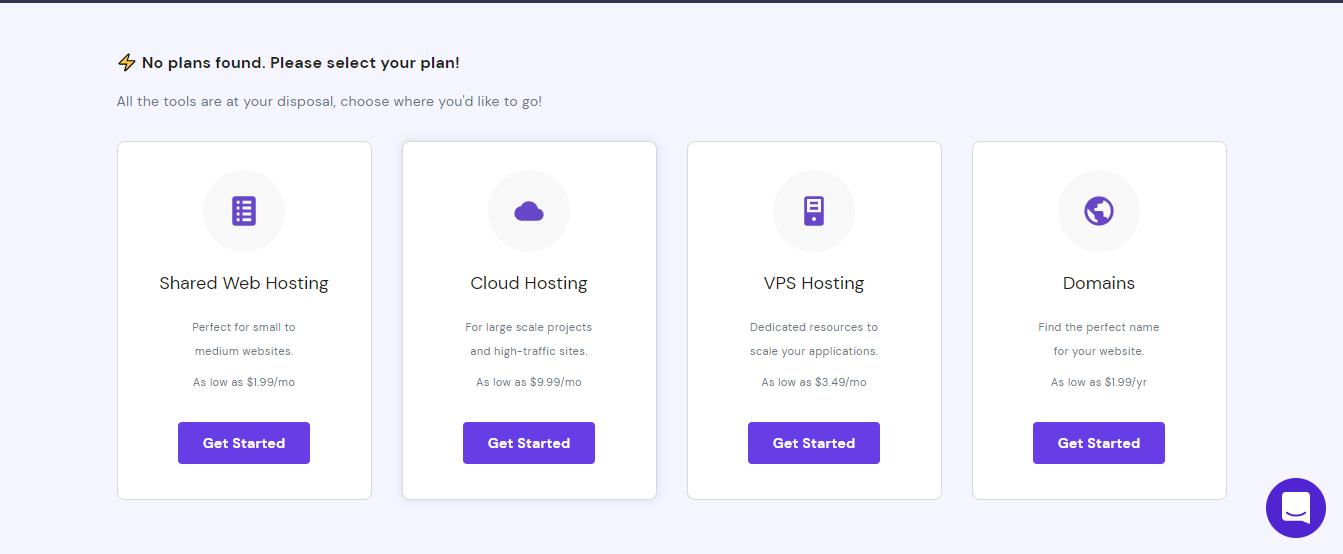 No plans found. Please select your plan!
All the tools are at your disposal, choose where you'd like to go!
Shared Web Hosting
Perfect for small to
medium websites.
As low as $1.99/mo
Get Started
Cloud Hosting
For large scale projects
and high-traffic sites.
As low as $9.99/mo
Get Started
VPS Hosting
Dedicated resources to
scale your applications.
As low as $3.49/mo
Get Started
Domains
Find the perfect name
for your website.
As low as $1.99/yr
Get Started